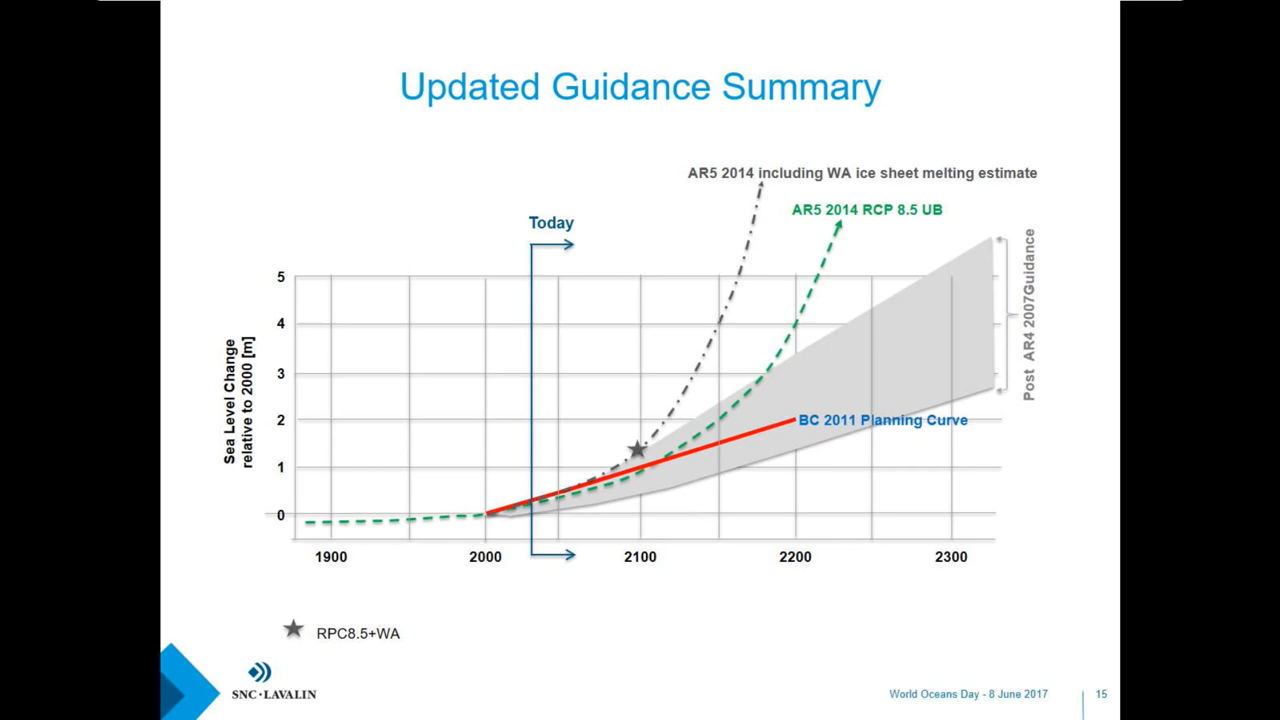 Updated Guidance Summary
AR5 2014 including WA ice sheet melting estimate
AR5 2014 RCP 8.5 UB
Today
Post AR4 2007Guidance
5
4
3
2
1
0
Sea Level Change
relative to 2000 [m]
BC 2011 Planning Curve
1900
2000
2100
2200
2300
RPC8.5+WA
SNC·LAVALIN
World Oceans Day - 8 June 2017
15